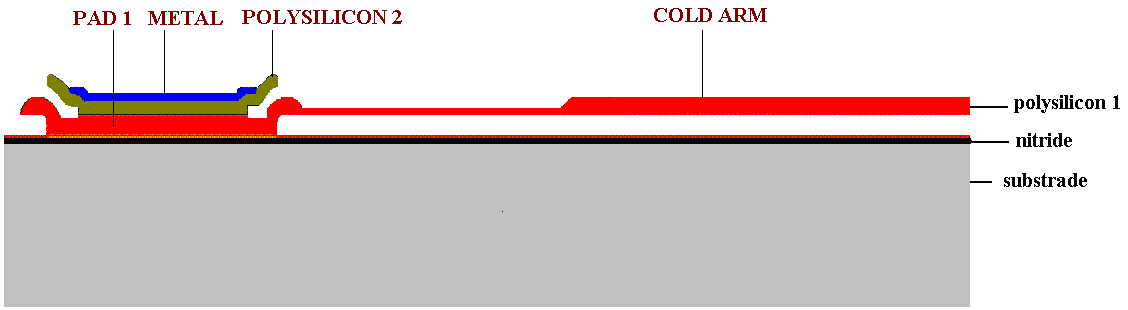 PAD 1 METAL POLYSILICON 2 COLD ARM
polysilicon 1
nitride
substrade